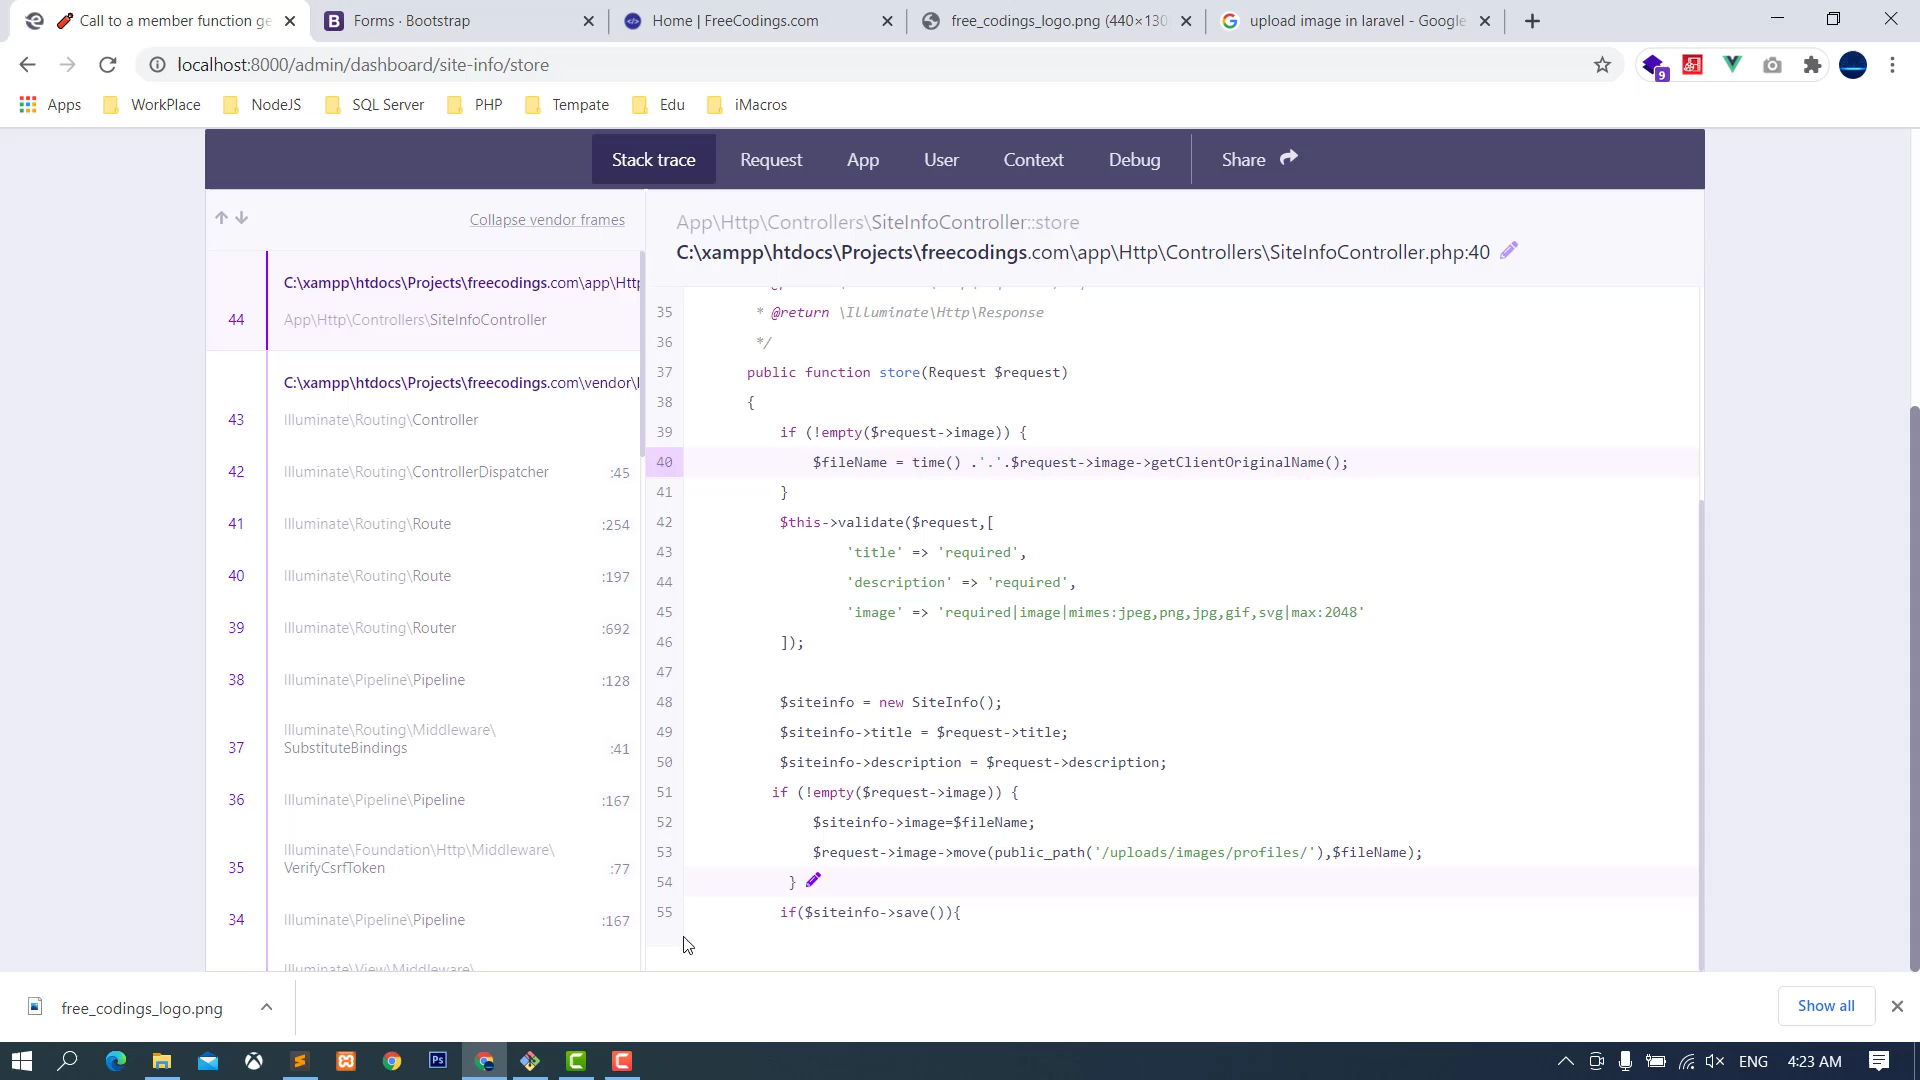 Call to a member function ge
Forms · Bootstrap
Home | FreeCodings.com
free_codings_logo.png (440×130
upload image in laravel - Google
localhost:8000/admin/dashboard/site-info/store
9
Apps
WorkPlace
NodeJS
SQL Server
PHP
Tempate
Edu
iMacros
Stack trace
Request
App
User
Context
Debug
Share
Collapse vendor frames
App\Http\Controllers\SiteInfoController::store
C:\xampp\htdocs\Projects\freecodings.com\app\Http\Controllers\SiteInfoController.php:40
C:\xampp\htdocs\Projects\freecodings.com\app\Http
44 App\Http\Controllers\SiteInfoController
C:\xampp\htdocs\Projects\freecodings.com\vendor\l
43 Illuminate\Routing\Controller
42 Illuminate\Routing\ControllerDispatcher :45
41 Illuminate\Routing\Route :254
40 Illuminate\Routing\Route :197
39 Illuminate\Routing\Router :692
38 Illuminate\Pipeline\Pipeline :128
Illuminate\Routing\Middleware\
37 SubstituteBindings :41
36 Illuminate\Pipeline\Pipeline :167
Illuminate\Foundation\Http\Middleware\
35 VerifyCsrfToken :77
34 Illuminate\Pipeline\Pipeline :167
Illuminate\View\Middleware\
35 * @return \Illuminate\Http\Response
36 */
37 public function store(Request $request)
38 {
39 if (!empty($request->image)) {
40 $fileName = time() .'.'.$request->image->getClientOriginalName();
41 }
42 $this->validate($request,[
43 'title' => 'required',
44 'description' => 'required',
45 'image' => 'required|image|mimes:jpeg,png,jpg,gif,svg|max:2048'
46 ]);
47
48 $siteinfo = new SiteInfo();
49 $siteinfo->title = $request->title;
50 $siteinfo->description = $request->description;
51 if (!empty($request->image)) {
52 $siteinfo->image=$fileName;
53 $request->image->move(public_path('/uploads/images/profiles/'),$fileName);
54 }
55 if($siteinfo->save()){
free_codings_logo.png
Show all
Ps
ENG
4:23 AM